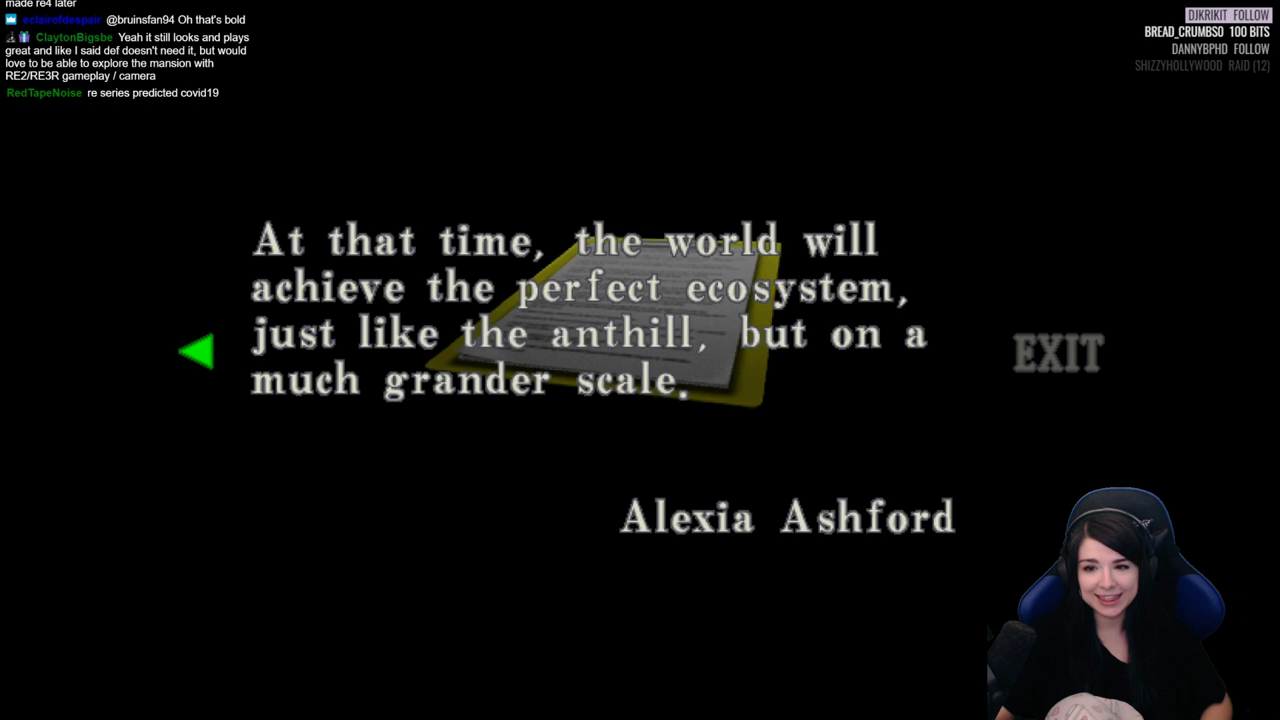 made re4 later
eclairofdespair @bruinsfan94 Oh that's bold
ClaytonBigsbe Yeah it still looks and plays
great and like I said def doesn't need it, but would
love to be able to explore the mansion with
RE2/RE3R gameplay / camera
RedTapeNoise re series predicted covid19
DJKRIKIT FOLLOW
BREAD_CRUMBSO 100 BITS
DANNYBPHD FOLLOW
SHIZZYHOLLYWOOD RAID (12)
At that time, the world will
achieve the perfect ecosystem,
just like the anthill, but on a
much grander scale.
EXIT
Alexia Ashford